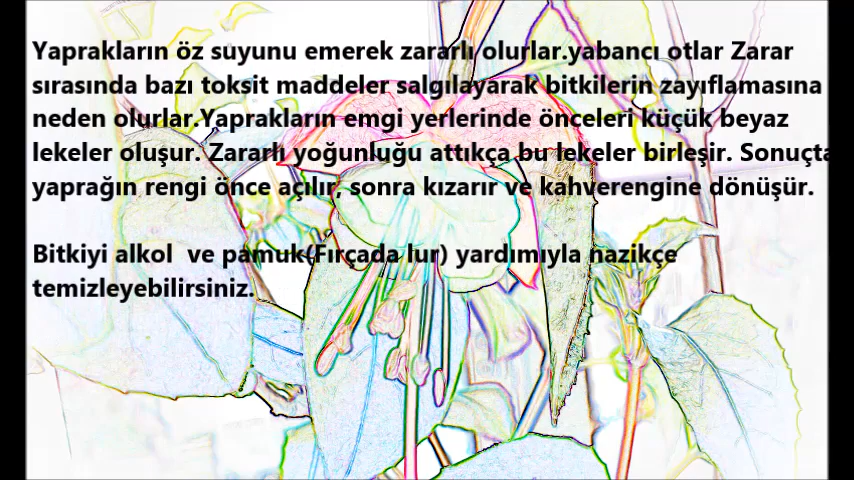 Yaprakların öz suyunu emerek zararlı olurlar.yabancı otlar Zarar
sırasında bazı toksit maddeler salgılayarak bitkilerin zayıflamasına
neden olurlar.Yaprakların emgi yerlerinde önceleri küçük beyaz
lekeler oluşur. Zararlı yoğunluğu attıkça bu lekeler birleşir. Sonuçta
yaprağın rengi önce açılır, sonra kızarır ve kahverengine dönüşür.
Bitkiyi alkol ve pamuk(Fırçada lur) yardımıyla nazikçe
temizleyebilirsiniz.